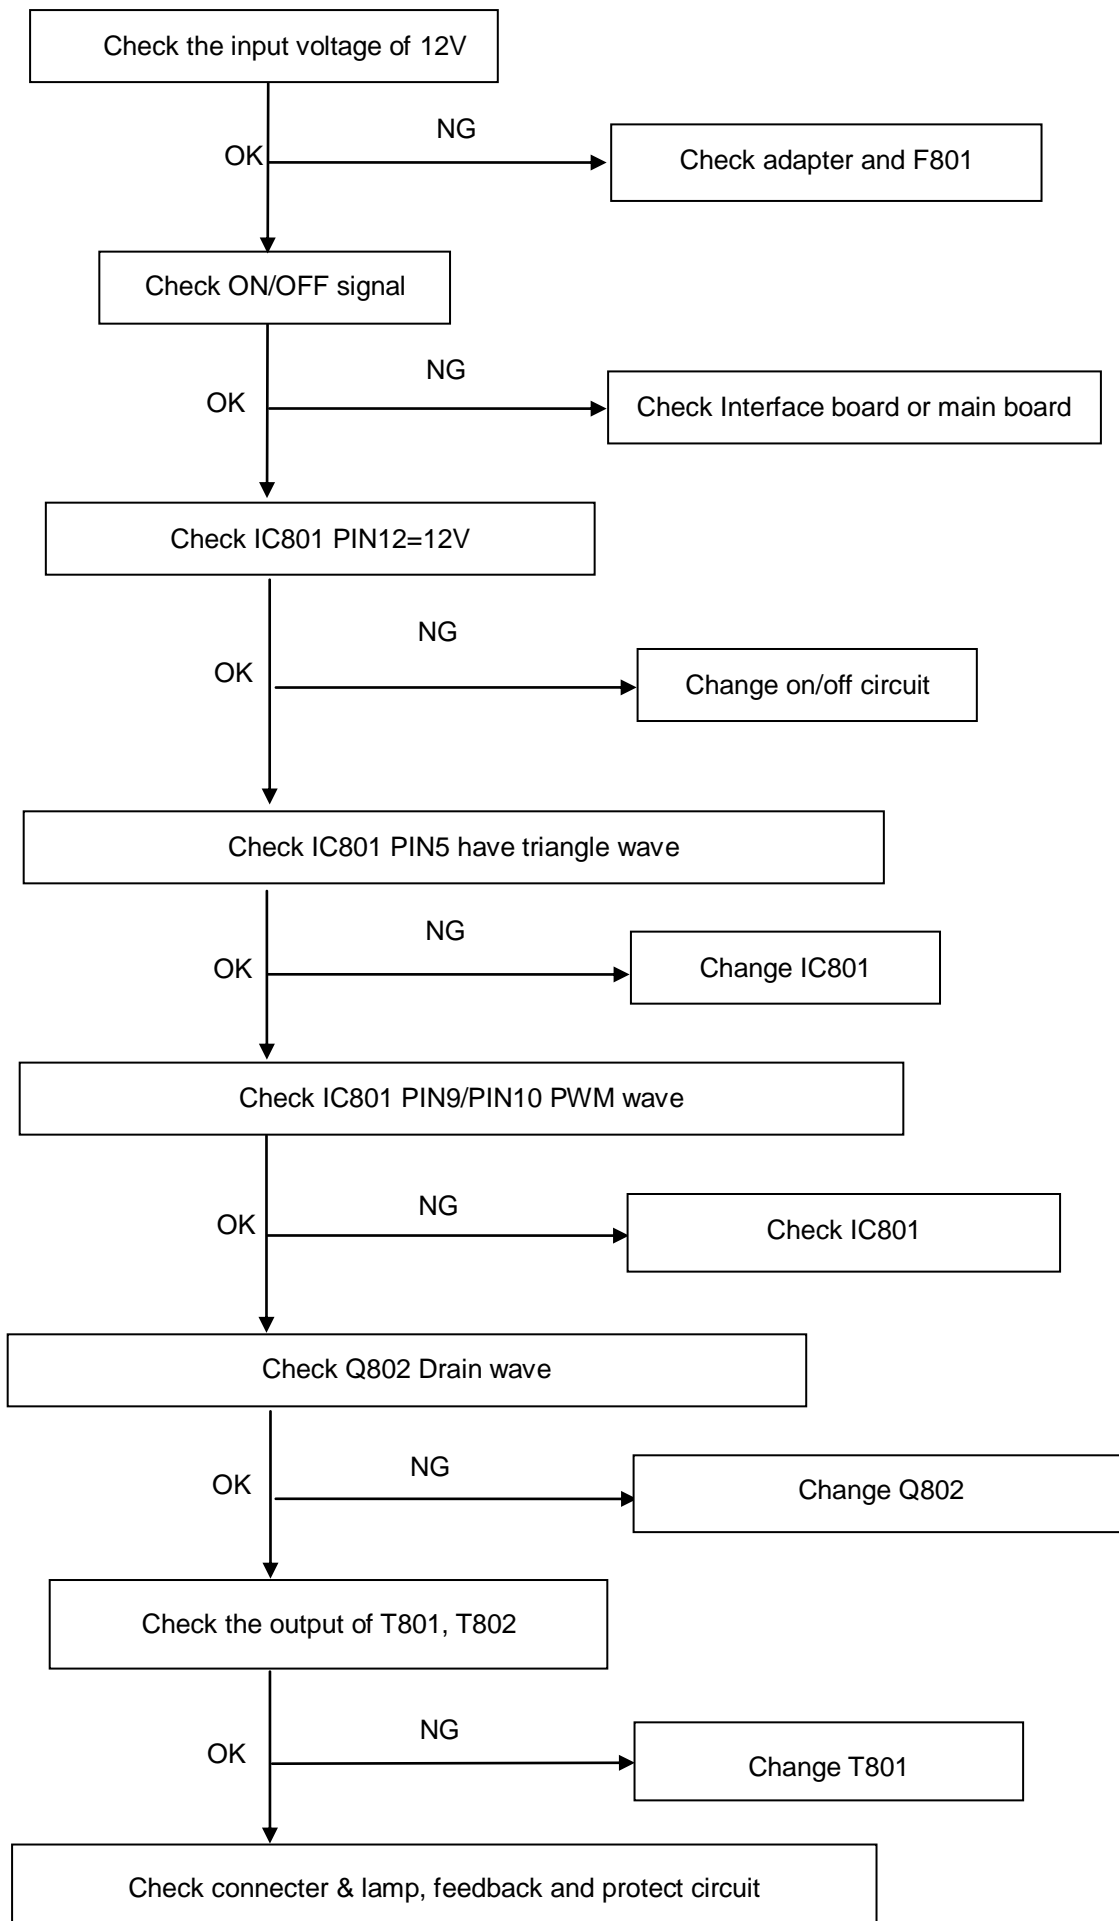 Check the input voltage of 12V
NG
OK
Check adapter and F801
Check ON/OFF signal
NG
OK
Check Interface board or main board
Check IC801 PIN12=12V
NG
OK
Change on/off circuit
Check IC801 PIN5 have triangle wave
NG
OK
Change IC801
Check IC801 PIN9/PIN10 PWM wave
NG
OK
Check IC801
Check Q802 Drain wave
NG
OK
Change Q802
Check the output of T801, T802
NG
OK
Change T801
Check connecter & lamp, feedback and protect circuit